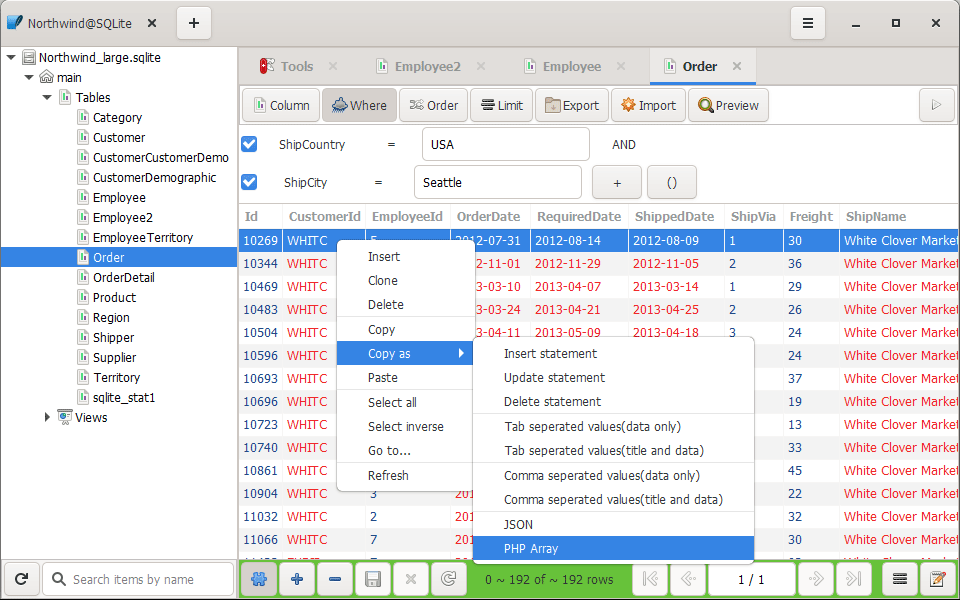 Northwind@SQLite
Northwind_large.sqlite
main
Tables
Category
Customer
CustomerCustomerDemo
CustomerDemographic
Employee
Employee2
EmployeeTerritory
Order
OrderDetail
Product
Region
Shipper
Supplier
Territory
sqlite_stat1
Views
Search items by name
Tools Employee2 Employee Order
Column Where Order Limit Export Import Preview
ShipCountry = USA AND
ShipCity = Seattle + ()
Id CustomerId EmployeeId OrderDate RequiredDate ShippedDate ShipVia Freight ShipName
10269 WHITC 5 2012-07-31 2012-08-14 2012-08-09 1 30 White Clover Market
10344 WHITC 2-11-01 2012-11-29 2012-11-05 2 36 White Clover Market
10469 WHITC 3-03-10 2013-04-07 2013-03-14 1 29 White Clover Market
10483 WHITC 3-03-24 2013-04-21 2013-04-25 2 26 White Clover Market
10504 WHITC 3-04-11 2013-05-09 2013-04-18 3 24 White Clover Market
10596 WHITC 24 White Clover Market
10693 WHITC 37 White Clover Market
10696 WHITC 19 White Clover Market
10723 WHITC 13 White Clover Market
10740 WHITC 33 White Clover Market
10861 WHITC 45 White Clover Market
10904 WHITC 3 201 22 White Clover Market
11032 WHITC 2 201 32 White Clover Market
11066 WHITC 7 201 30 White Clover Market
Insert
Clone
Delete
Copy
Copy as
Paste
Select all
Select inverse
Go to...
Refresh
Insert statement
Update statement
Delete statement
Tab seperated values(data only)
Tab seperated values(title and data)
Comma seperated values(data only)
Comma seperated values(title and data)
JSON
PHP Array
0 ~ 192 of ~ 192 rows
1 / 1